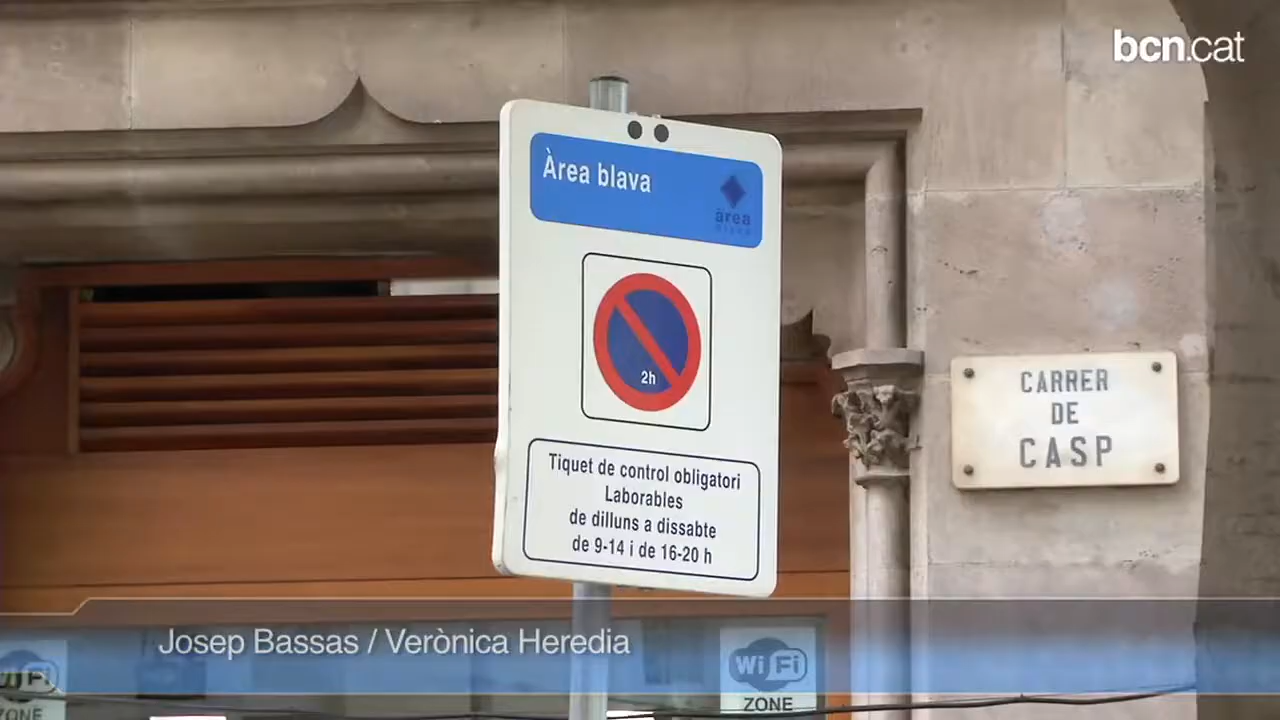 bcn.cat
Àrea blava
àrea
2h
Tiquet de control obligatori
Laborables
de dilluns a dissabte
de 9-14 i de 16-20 h
CARRER
DE
CASP
Josep Bassas / Verònica Heredia
WiFi
ZONE